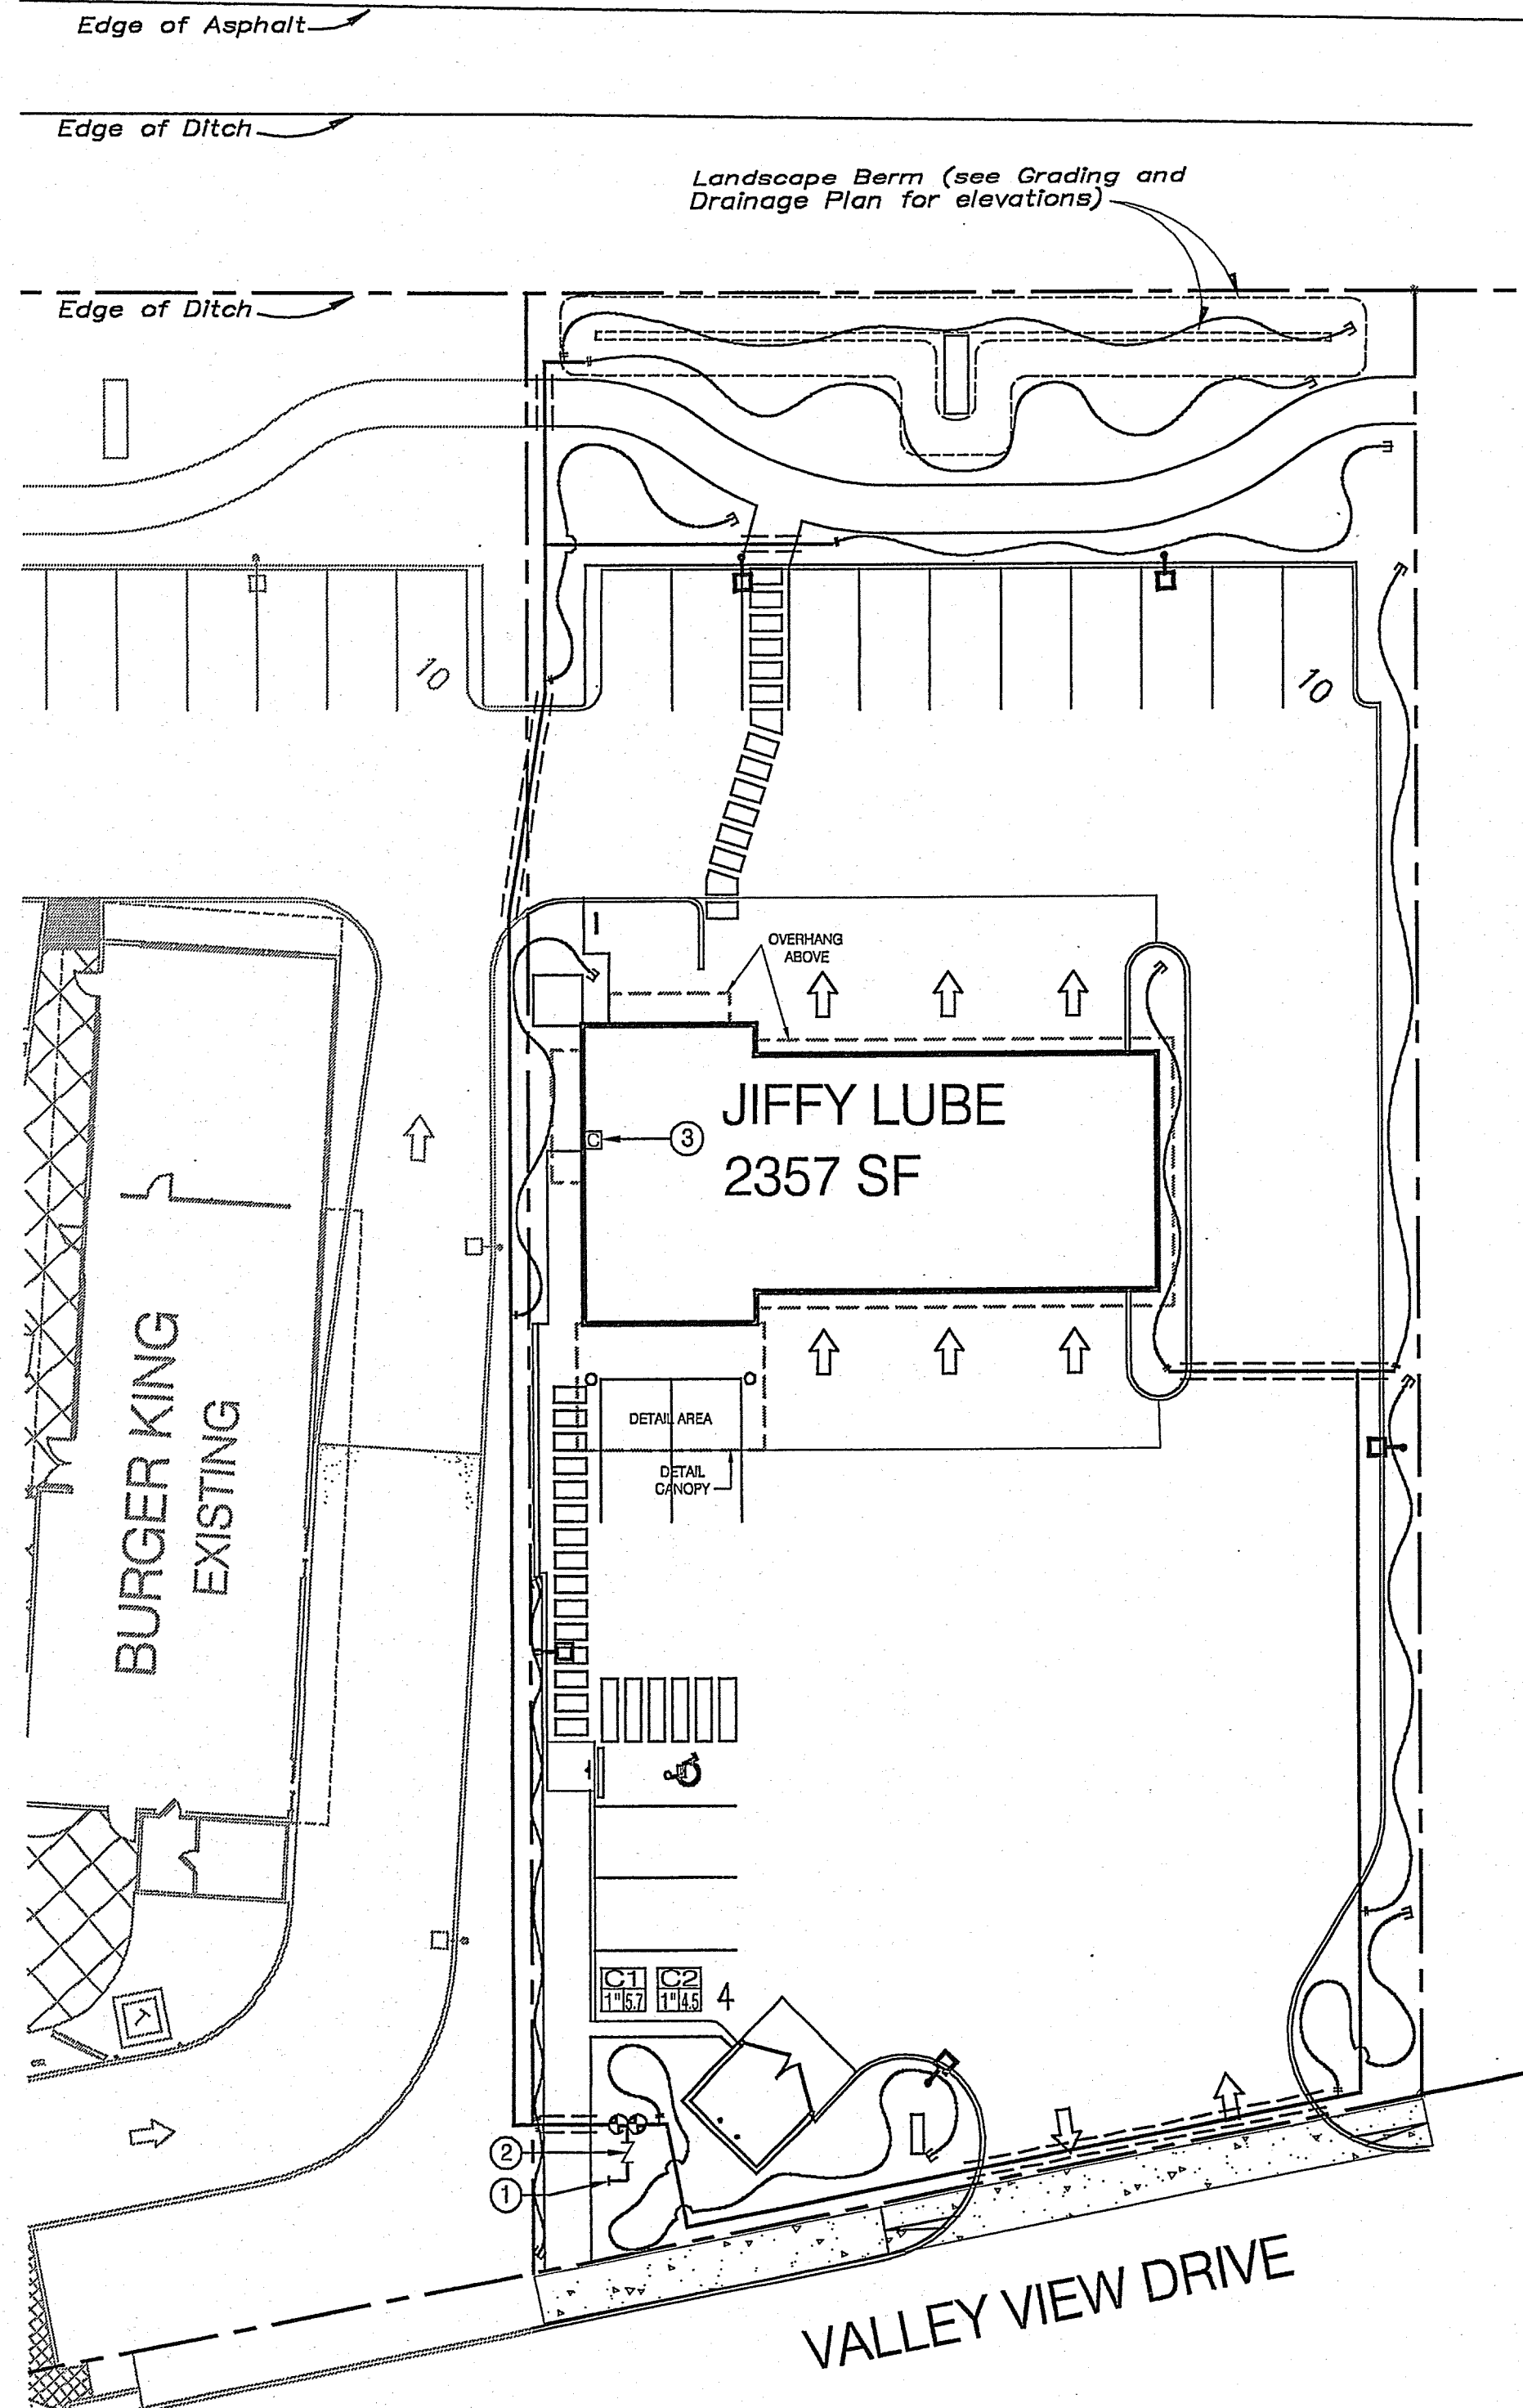 Edge of Asphalt
Edge of Ditch
Landscape Berm (see Grading and
Drainage Plan for elevations)
Edge of Ditch
10
10
OVERHANG
ABOVE
JIFFY LUBE
2357 SF
C
3
BURGER KING
EXISTING
DETAIL AREA
DETAIL
CANOPY
C1
1" 5.7
C2
1" 4.5
4
T
2
1
VALLEY VIEW DRIVE